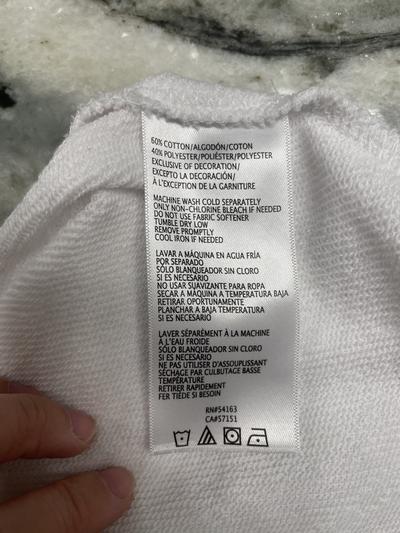 60% COTTON/ALGODÓN/COTON
40% POLYESTER/POLIÉSTER/POLYESTER
EXCLUSIVE OF DECORATION/
EXCEPTO LA DECORACIÓN/
À L'EXCEPTION DE LA GARNITURE
MACHINE WASH COLD SEPARATELY
ONLY NON-CHLORINE BLEACH IF NEEDED
DO NOT USE FABRIC SOFTENER
TUMBLE DRY LOW
REMOVE PROMPTLY
COOL IRON IF NEEDED
LAVAR A MÁQUINA EN AGUA FRÍA
POR SEPARADO
SÓLO BLANQUEADOR SIN CLORO
SI ES NECESARIO
NO USAR SUAVIZANTE PARA ROPA
SECAR A MÁQUINA A TEMPERATURA BAJA
RETIRAR OPORTUNAMENTE
PLANCHAR A BAJA TEMPERATURA
SI ES NECESARIO
LAVER SÉPARÉMENT À LA MACHINE
À L'EAU FROIDE
SÓLO BLANQUEADOR SIN CLORO
SI ES NECESARIO
NE PAS UTILISER D'ASSOUPLISSANT
SÉCHAGE PAR CULBUTAGE BASSE
TEMPÉRATURE
RETIRER RAPIDEMENT
FER TIÈDE SI BESOIN
RN#54163
CA#57151